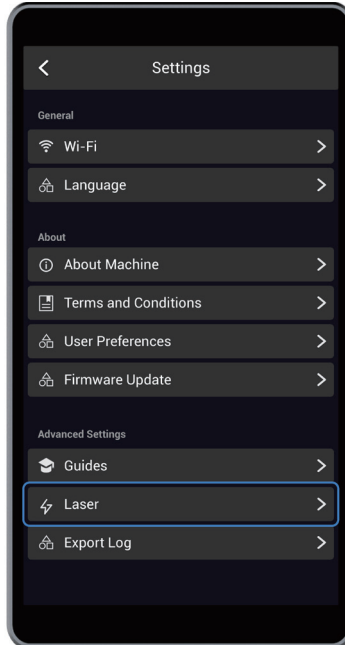 Settings
General
Wi-Fi
Language
About
About Machine
Terms and Conditions
User Preferences
Firmware Update
Advanced Settings
Guides
Laser
Export Log